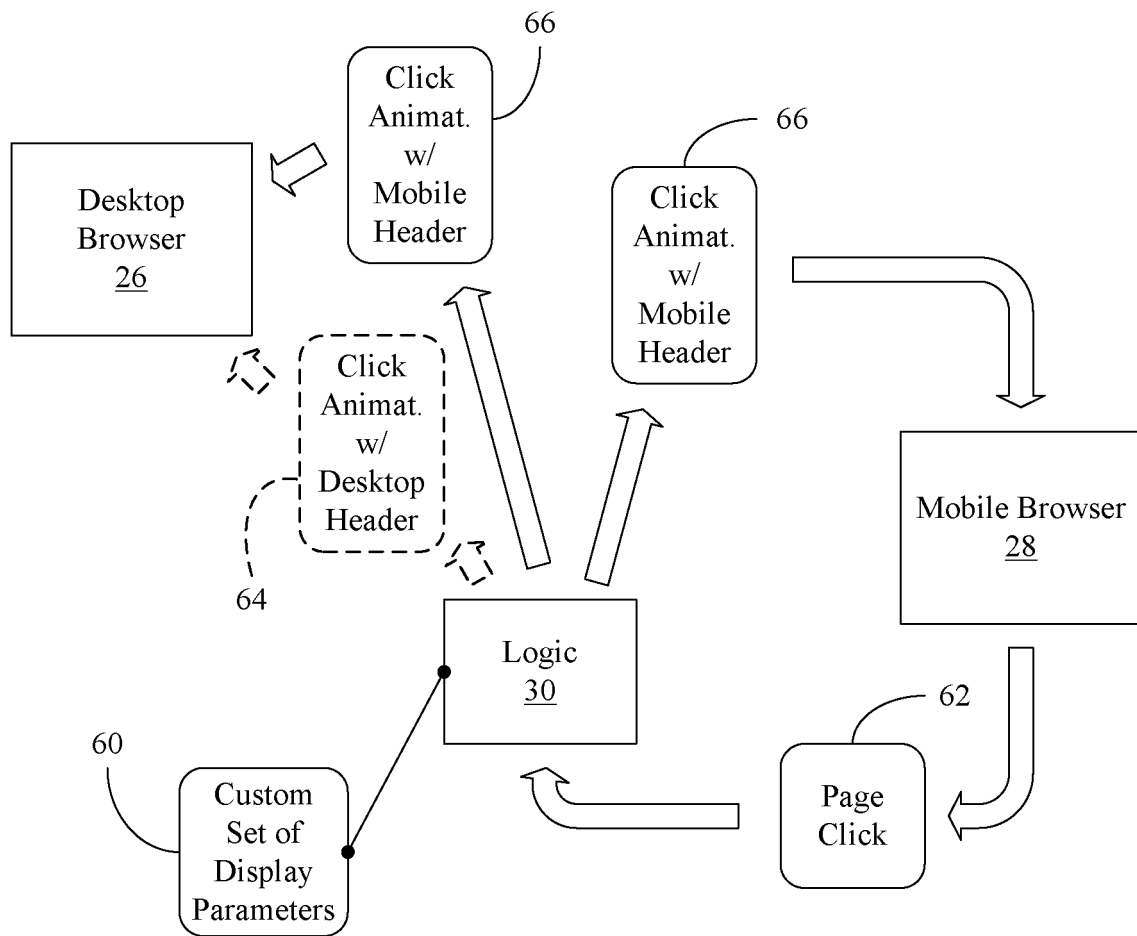 66
Click
Animat.
w/
Mobile
Header
66
Click
Animat.
w/
Mobile
Header
Desktop
Browser
26
Click
Animat.
w/
Desktop
Header
64
Mobile Browser
28
Logic
30
62
Page
Click
60
Custom
Set of
Display
Parameters